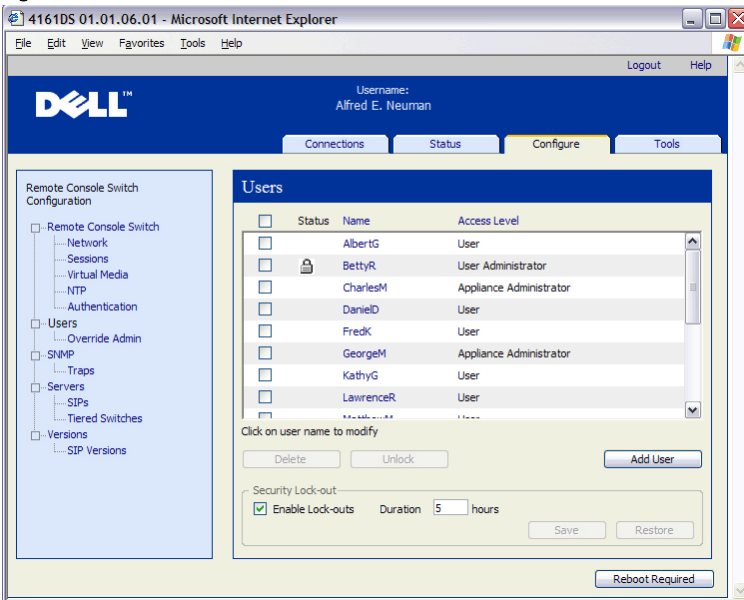 4161DS 01.01.06.01 - Microsoft Internet Explorer
File Edit View Favorites Tools Help
Logout Help
DELL™
Username:
Alfred E. Neuman
Connections Status Configure Tools
Remote Console Switch
Configuration
Remote Console Switch
Network
Sessions
Virtual Media
NTP
Authentication
Users
Override Admin
SNMP
Traps
Servers
SIPs
Tiered Switches
Versions
SIP Versions
Users
Status Name Access Level
AlbertG User
BettyR User Administrator
CharlesM Appliance Administrator
DanielD User
FredK User
GeorgeM Appliance Administrator
KathyG User
LawrenceR User
MatthewM User
Click on user name to modify
Delete Unlock Add User
Security Lock-out
Enable Lock-outs Duration 5 hours
Save Restore
Reboot Required